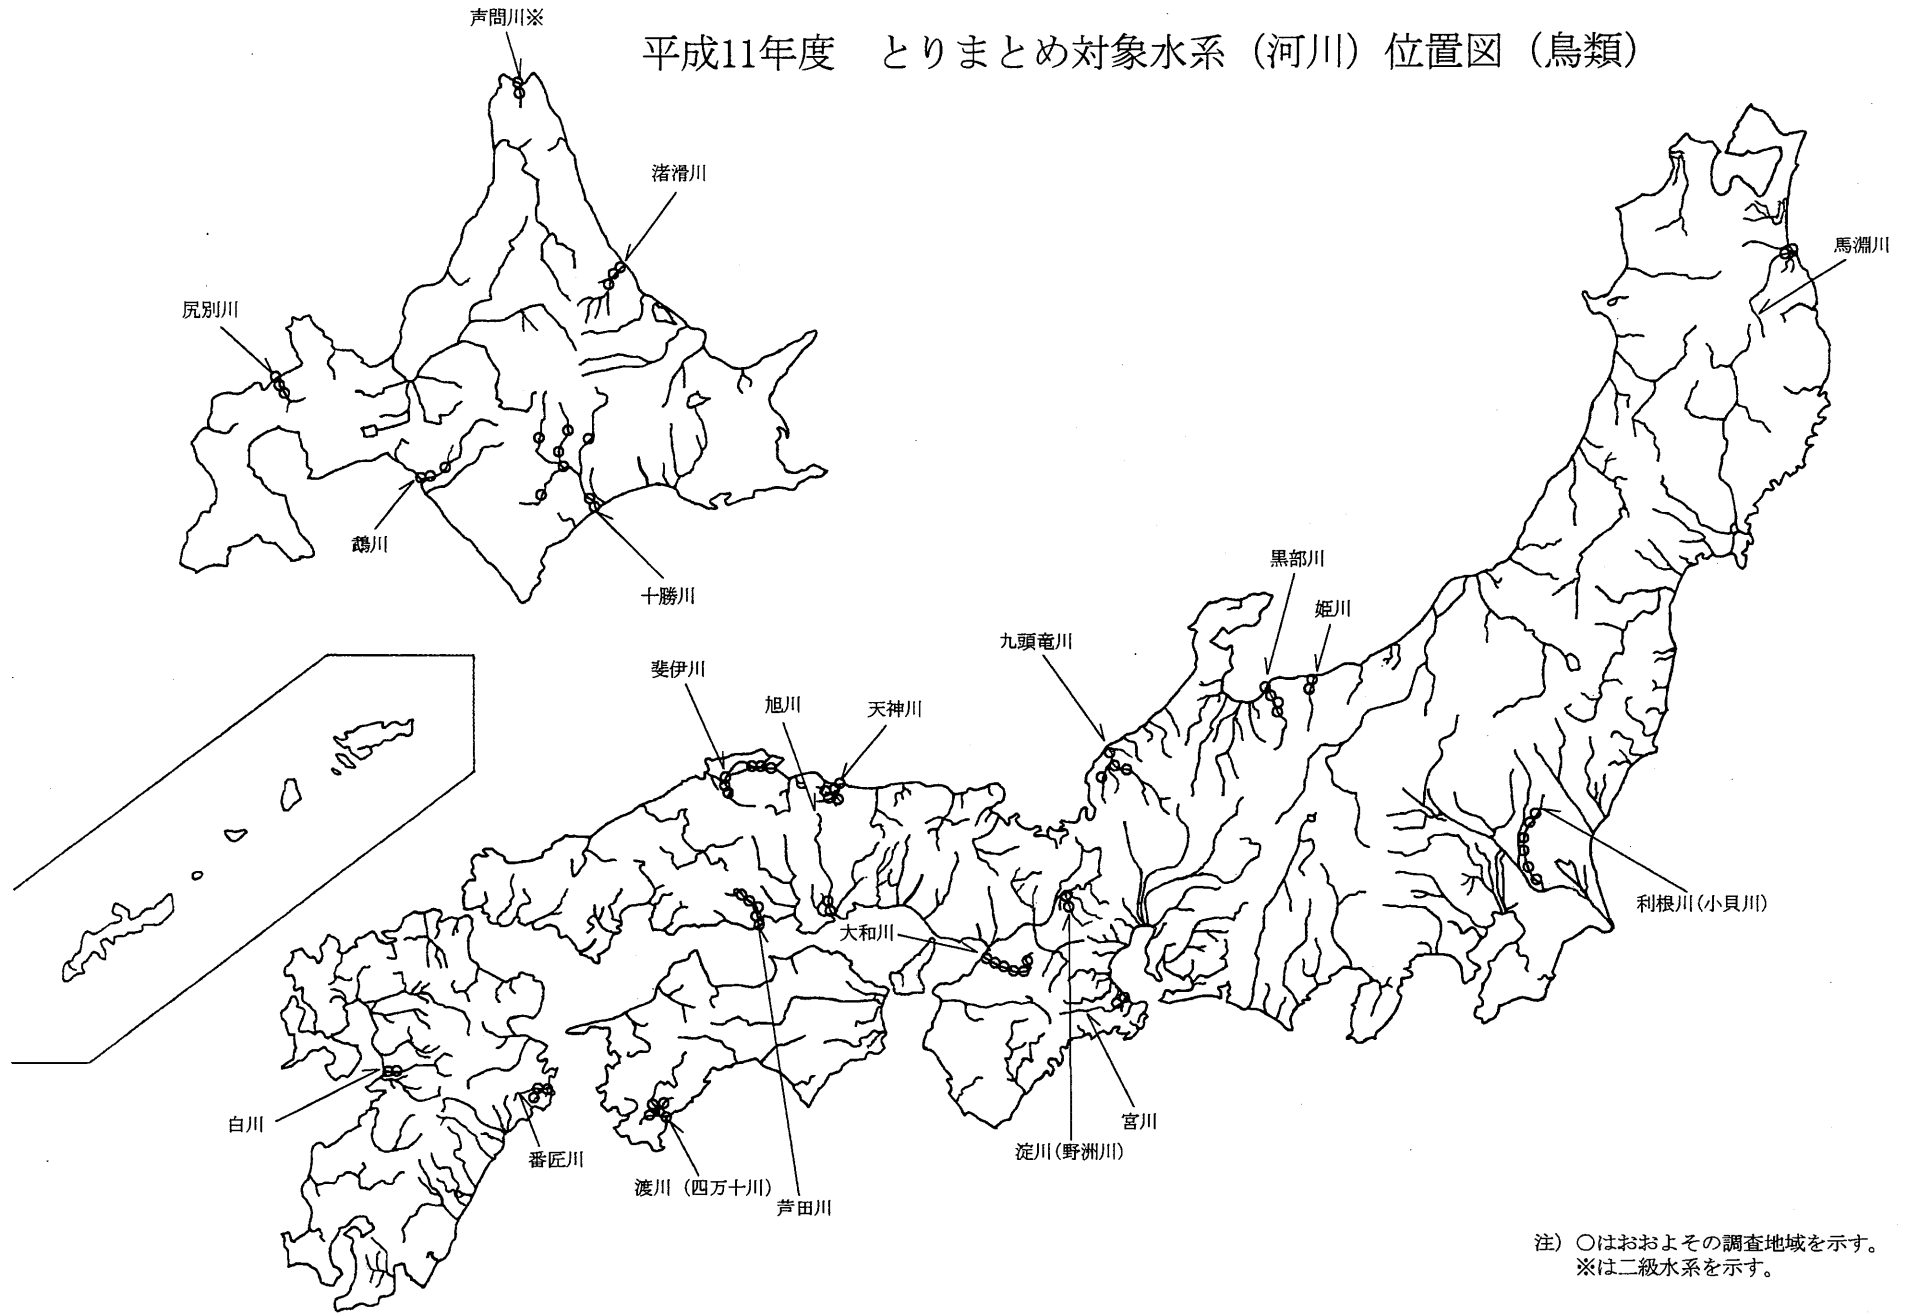 平成11年度　とりまとめ対象水系（河川）位置図（鳥類）
声問川※
渚滑川
尻別川
鵡川
十勝川
馬淵川
黒部川
姫川
九頭竜川
斐伊川
旭川
天神川
大和川
利根川（小貝川）
白川
番匠川
渡川（四万十川）
芦田川
淀川（野洲川）
宮川
注）○はおおよその調査地域を示す。
※は二級水系を示す。